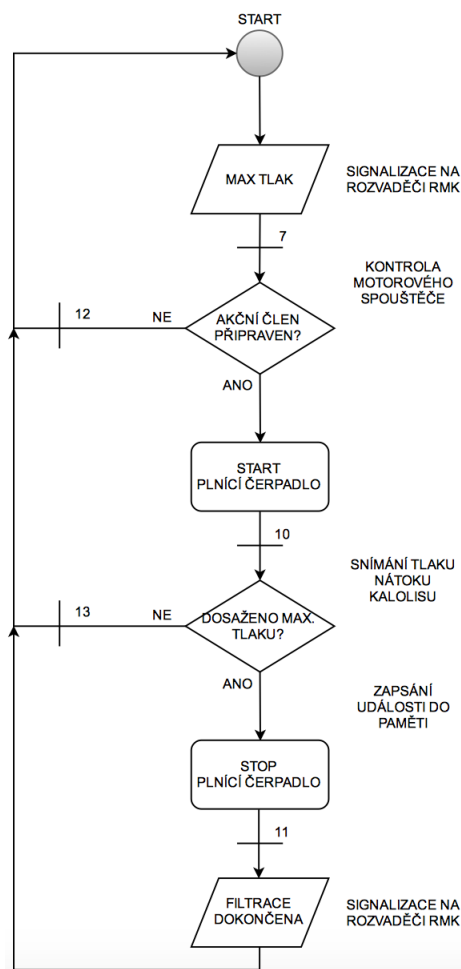 START
MAX TLAK
SIGNALIZACE NA
ROZVADĚČI RMK
7
KONTROLA
MOTOROVÉHO
SPOUŠTĚČE
12
NE
AKČNÍ ČLEN
PŘIPRAVEN?
ANO
START
PLNÍCÍ ČERPADLO
10
SNÍMÁNÍ TLAKU
NÁTOKU
KALOLISU
13
NE
DOSAŽENO MAX.
TLAKU?
ANO
ZAPSÁNÍ
UDÁLOSTI DO
PAMĚTI
STOP
PLNÍCÍ ČERPADLO
11
FILTRACE
DOKONČENA
SIGNALIZACE NA
ROZVADĚČI RMK